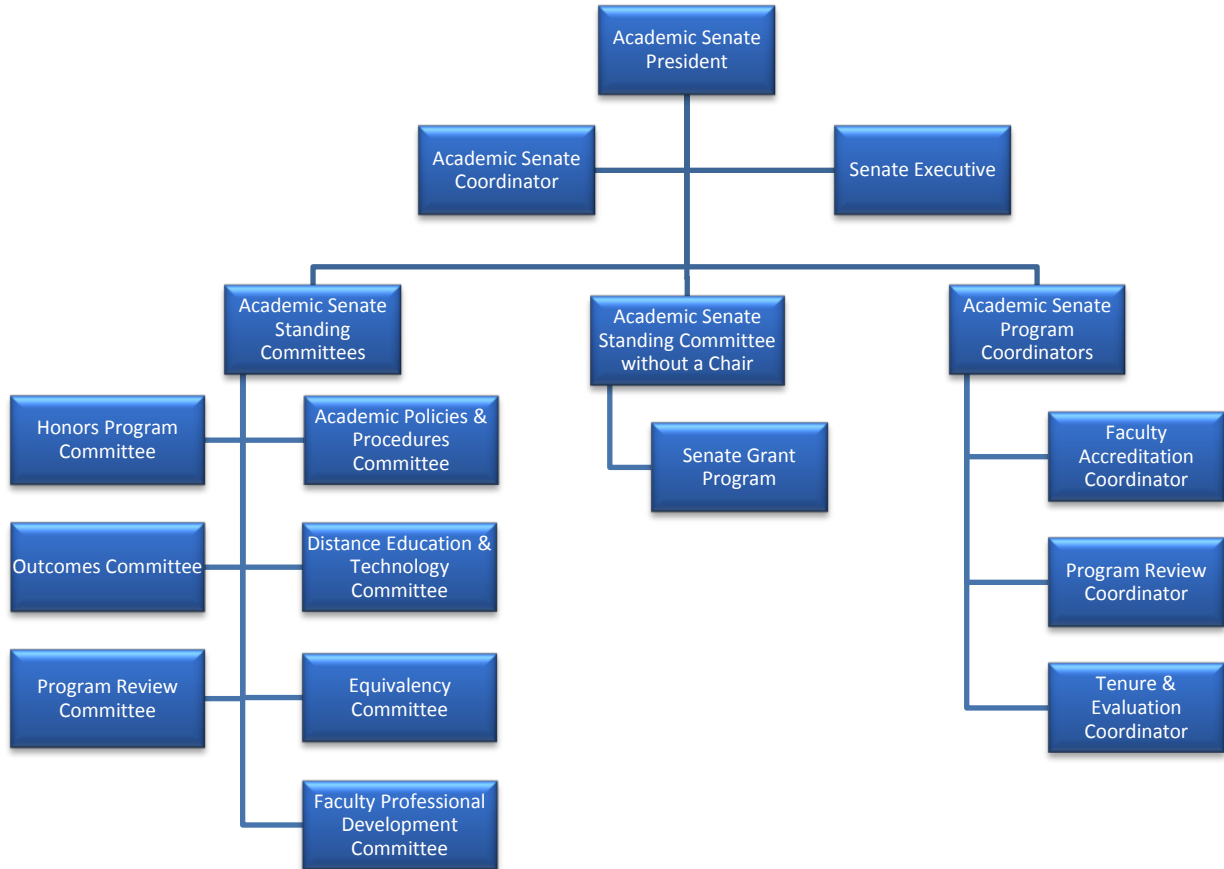 Academic Senate
President
Academic Senate
Coordinator
Senate Executive
Academic Senate
Standing
Committees
Academic Senate
Standing Committee
without a Chair
Academic Senate
Program
Coordinators
Honors Program
Committee
Academic Policies &
Procedures
Committee
Outcomes Committee
Distance Education &
Technology
Committee
Program Review
Committee
Equivalency
Committee
Faculty Professional
Development
Committee
Senate Grant
Program
Faculty
Accreditation
Coordinator
Program Review
Coordinator
Tenure &
Evaluation
Coordinator